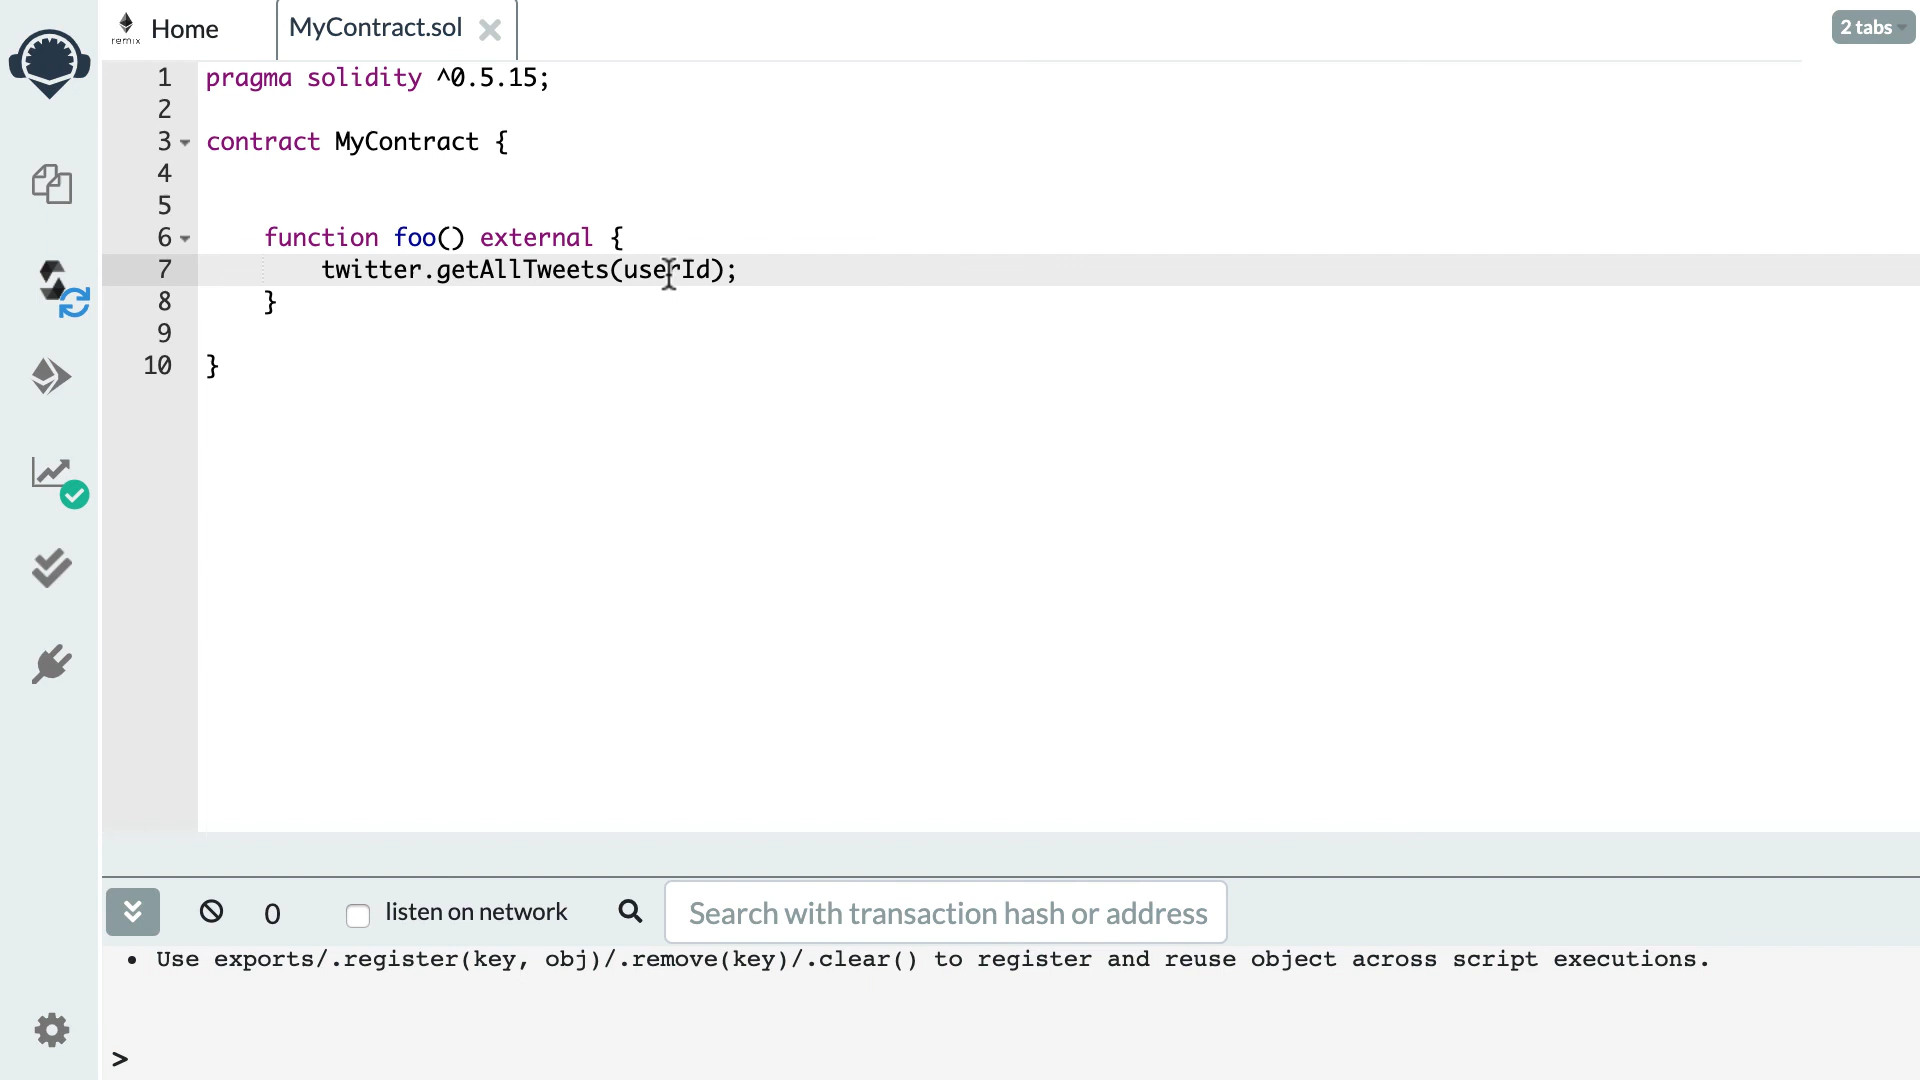 remix Home MyContract.sol 2 tabs
1 pragma solidity ^0.5.15;
2
3 contract MyContract {
4
5
6     function foo() external {
7         twitter.getAllTweets(userId);
8     }
9
10 }
0 listen on network Search with transaction hash or address
• Use exports/.register(key, obj)/.remove(key)/.clear() to register and reuse object across script executions.
>